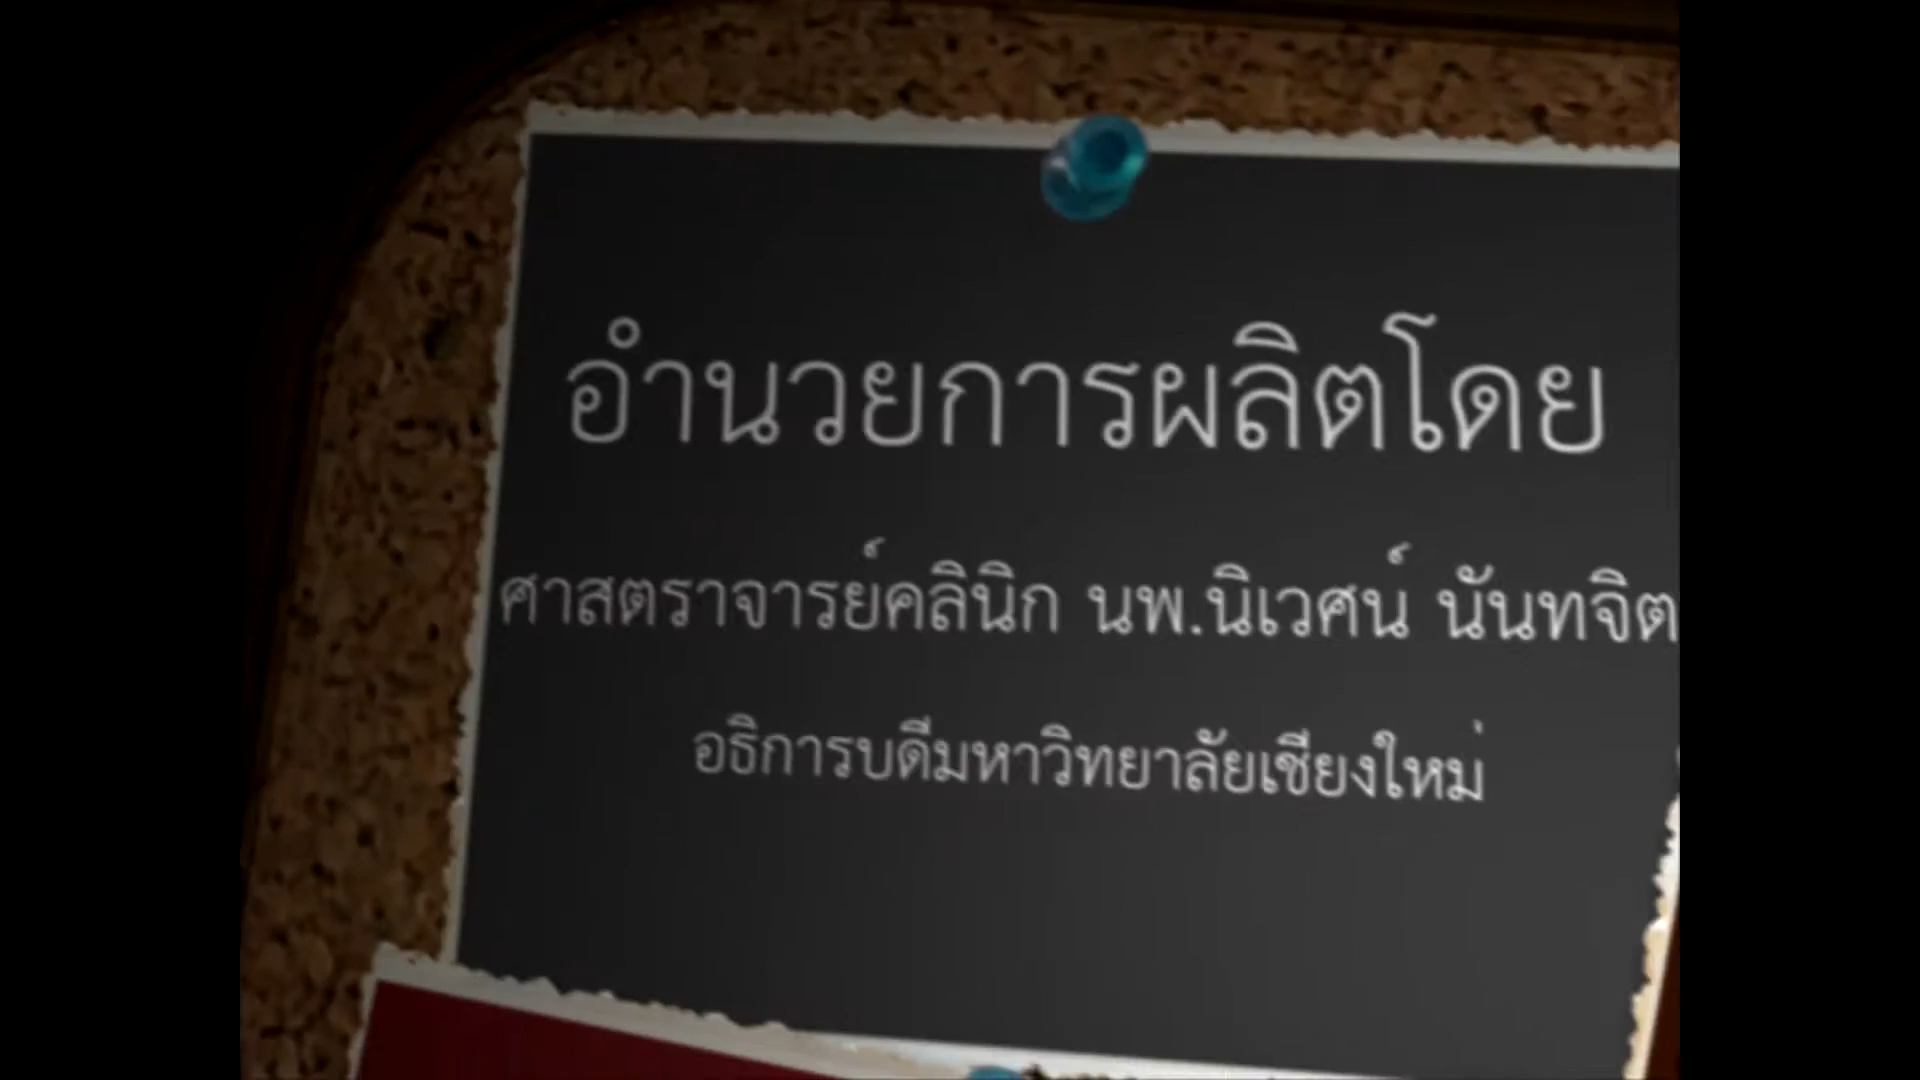 อำนวยการผลิตโดย
ศาสตราจารย์คลินิก นพ.นิเวศน์ นันทจิต
อธิการบดีมหาวิทยาลัยเชียงใหม่